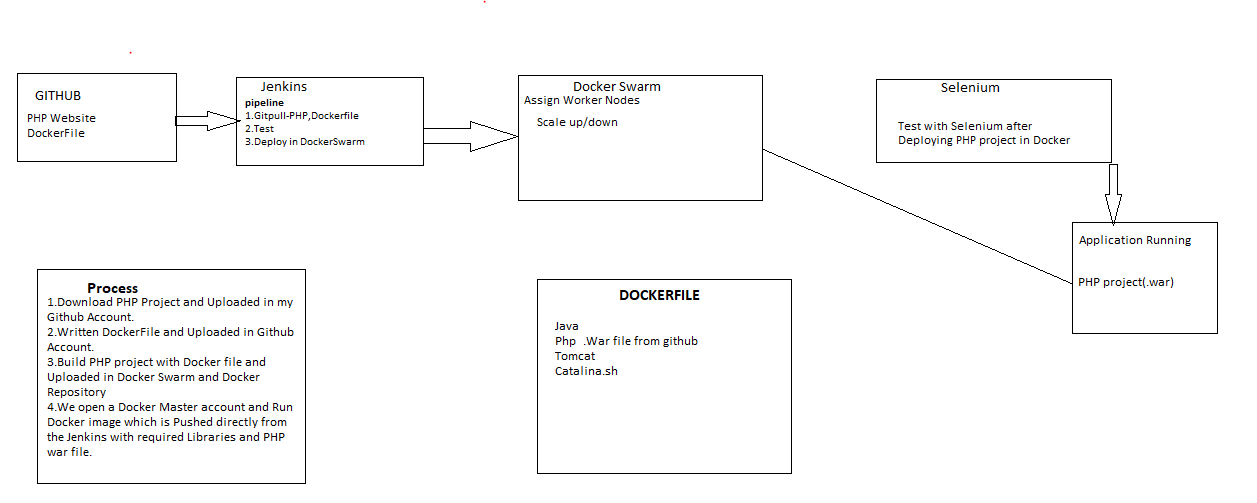 GITHUB
PHP Website
DockerFile
Jenkins
pipeline
1.Gitpull-PHP,Dockerfile
2.Test
3.Deploy in DockerSwarm
Docker Swarm
Assign Worker Nodes
Scale up/down
Selenium
Test with Selenium after
Deploying PHP project in Docker
Application Running
PHP project(.war)
Process
1.Download PHP Project and Uploaded in my
Github Account.
2.Written DockerFile and Uploaded in Github
Account.
3.Build PHP project with Docker file and
Uploaded in Docker Swarm and Docker
Repository
4.We open a Docker Master account and Run
Docker image which is Pushed directly from
the Jenkins with required Libraries and PHP
war file.
DOCKERFILE
Java
Php .War file from github
Tomcat
Catalina.sh